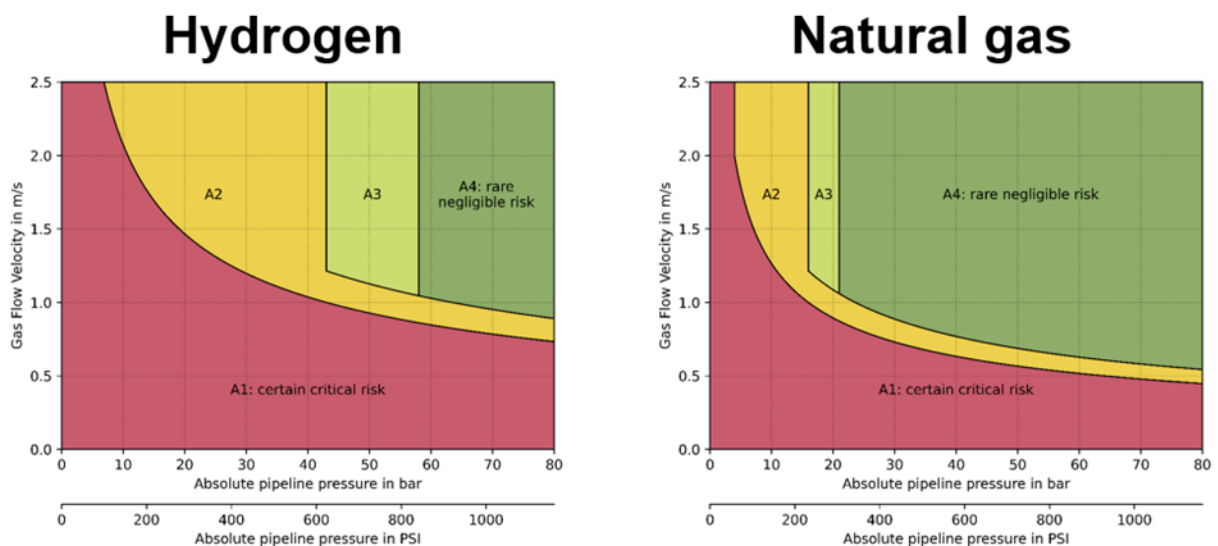 Hydrogen
2.5
2.0
1.5
1.0
0.5
0.0
Gas Flow Velocity in m/s
A2
A3
A4: rare
negligible risk
A1: certain critical risk
0 10 20 30 40 50 60 70 80
Absolute pipeline pressure in bar
0 200 400 600 800 1000
Absolute pipeline pressure in PSI
Natural gas
2.5
2.0
1.5
1.0
0.5
0.0
Gas Flow Velocity in m/s
A2
A3
A4: rare negligible risk
A1: certain critical risk
0 10 20 30 40 50 60 70 80
Absolute pipeline pressure in bar
0 200 400 600 800 1000
Absolute pipeline pressure in PSI